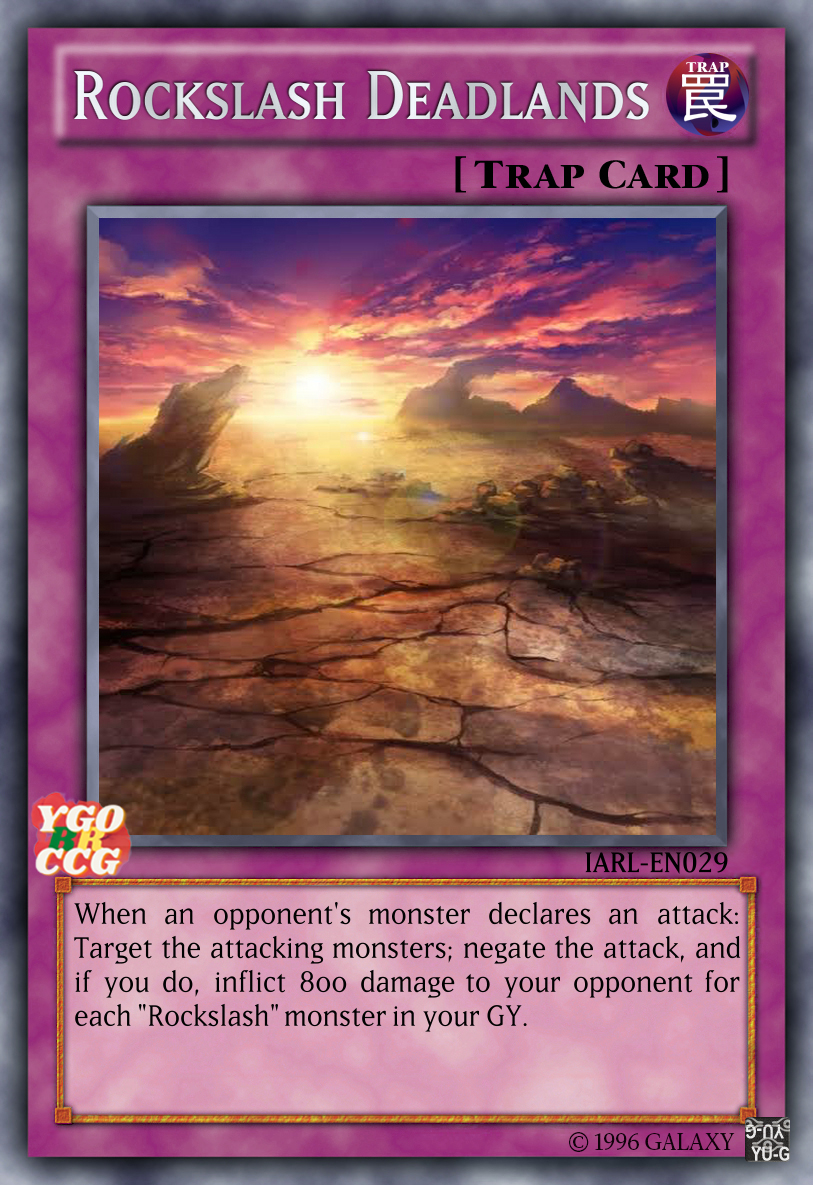 ROCKSLASH DEADLANDS
TRAP
罠
[TRAP CARD]
YGO
BR
CCG
IARL-EN029
When an opponent's monster declares an attack:
Target the attacking monsters; negate the attack, and
if you do, inflict 800 damage to your opponent for
each "Rockslash" monster in your GY.
© 1996 GALAXY
YU-G
YU-G